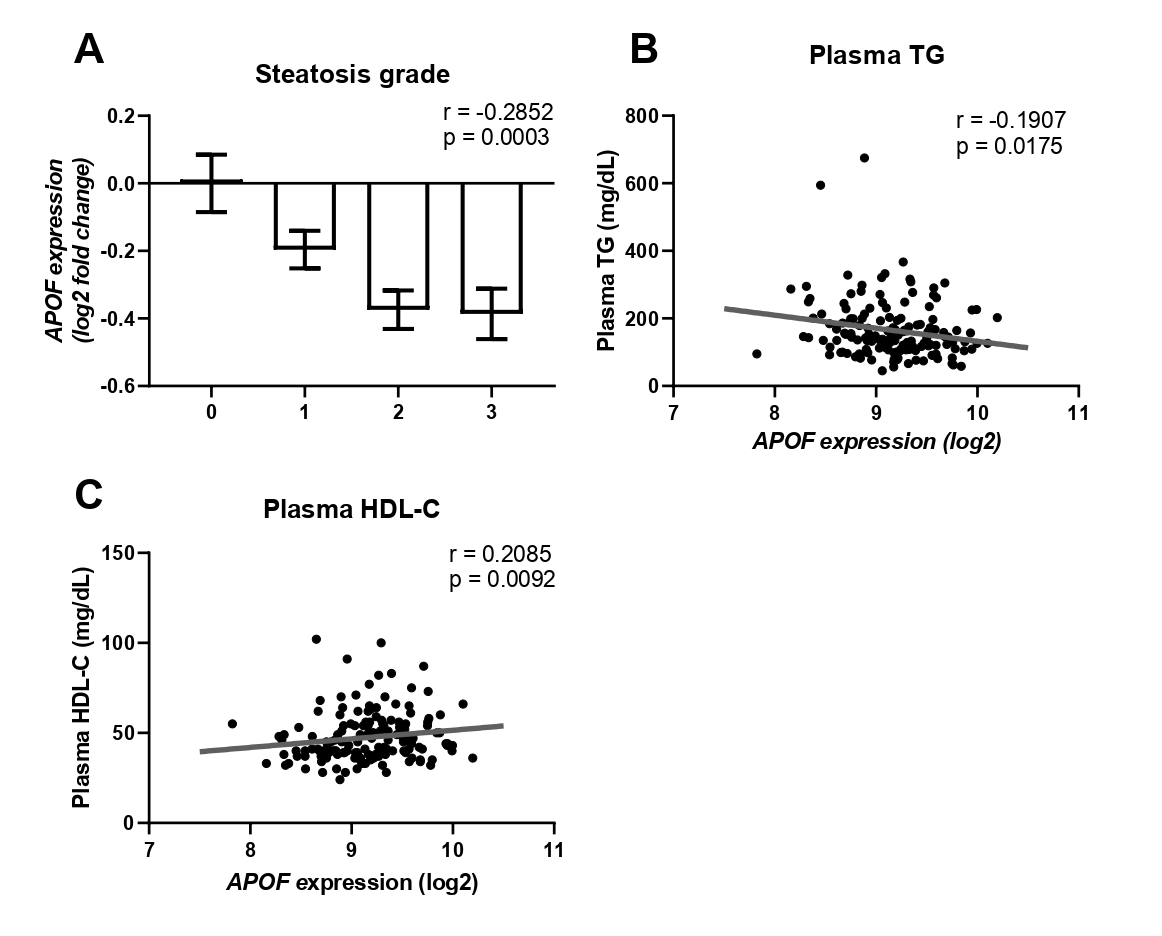 A
Steatosis grade
r = -0.2852
p = 0.0003
APOF expression
(log2 fold change)
0.2
0.0
-0.2
-0.4
-0.6
0 1 2 3
B
Plasma TG
r = -0.1907
p = 0.0175
Plasma TG (mg/dL)
800
600
400
200
0
7 8 9 10 11
APOF expression (log2)
C
Plasma HDL-C
r = 0.2085
p = 0.0092
Plasma HDL-C (mg/dL)
150
100
50
0
7 8 9 10 11
APOF expression (log2)